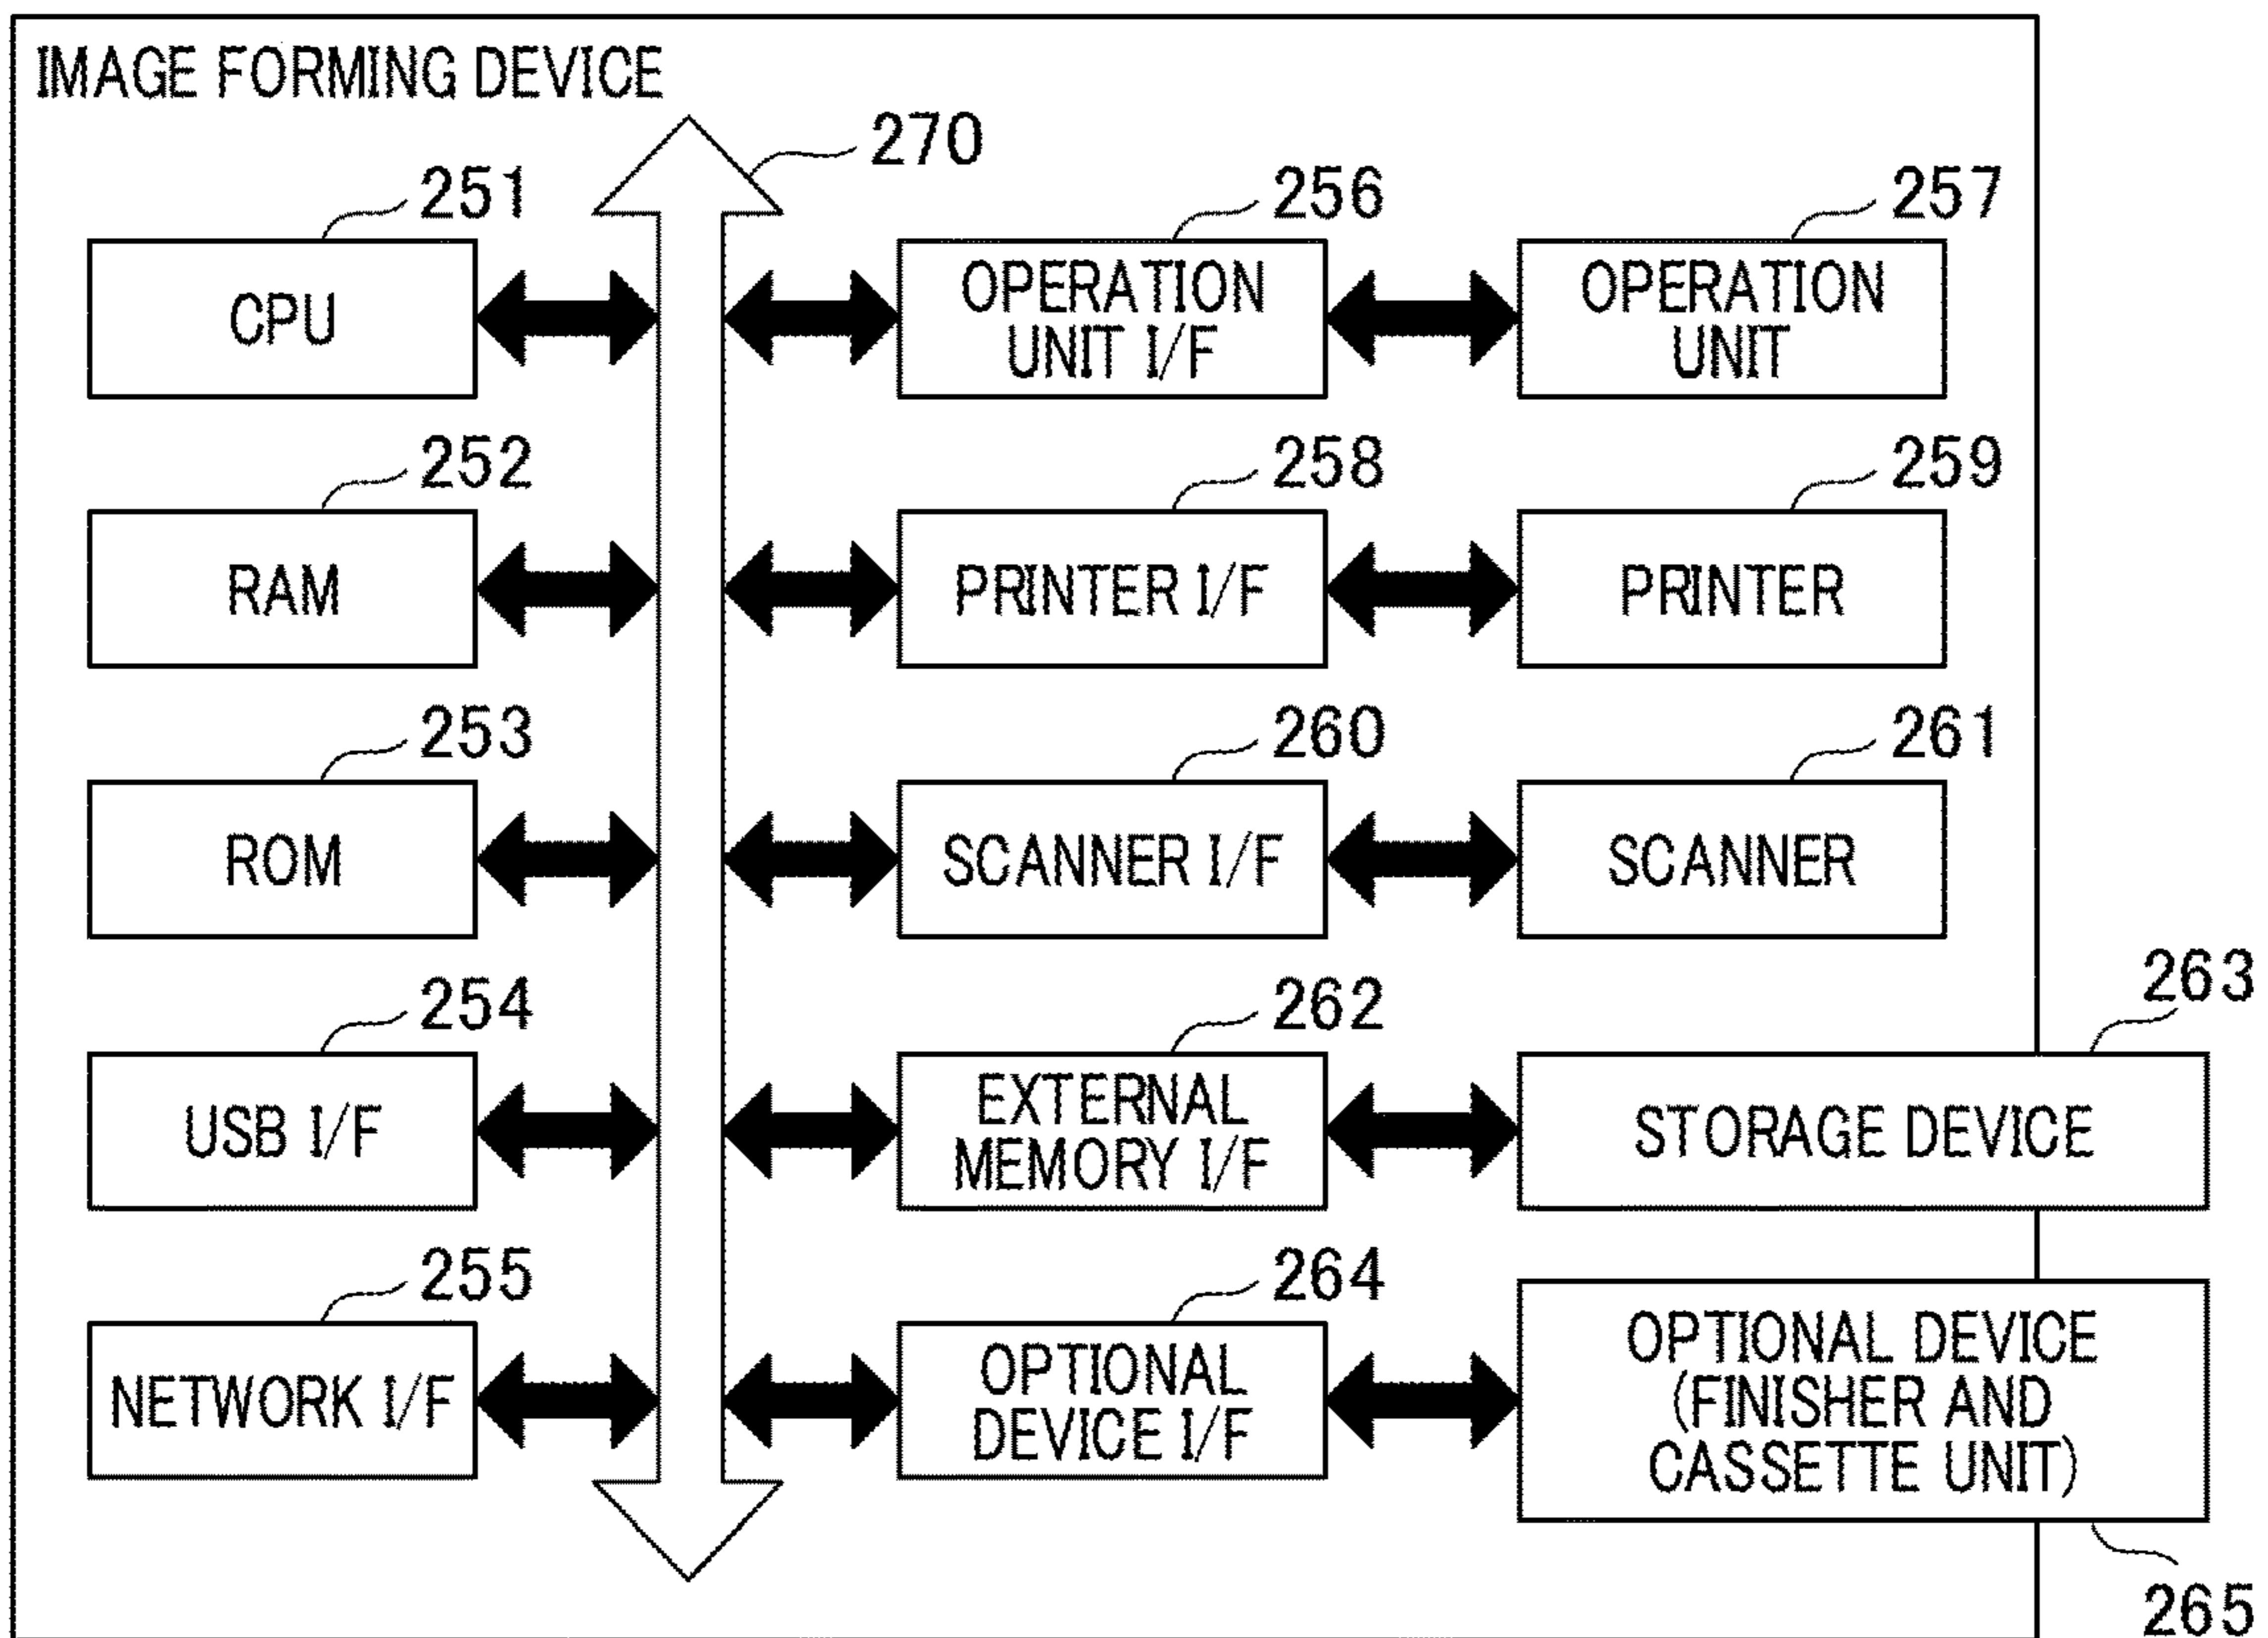 IMAGE FORMING DEVICE
270
251
256
257
CPU
OPERATION
UNIT I/F
OPERATION
UNIT
252
258
259
RAM
PRINTER I/F
PRINTER
253
260
261
ROM
SCANNER I/F
SCANNER
254
262
263
USB I/F
EXTERNAL
MEMORY I/F
STORAGE DEVICE
255
264
NETWORK I/F
OPTIONAL
DEVICE I/F
OPTIONAL DEVICE
(FINISHER AND
CASSETTE UNIT)
265